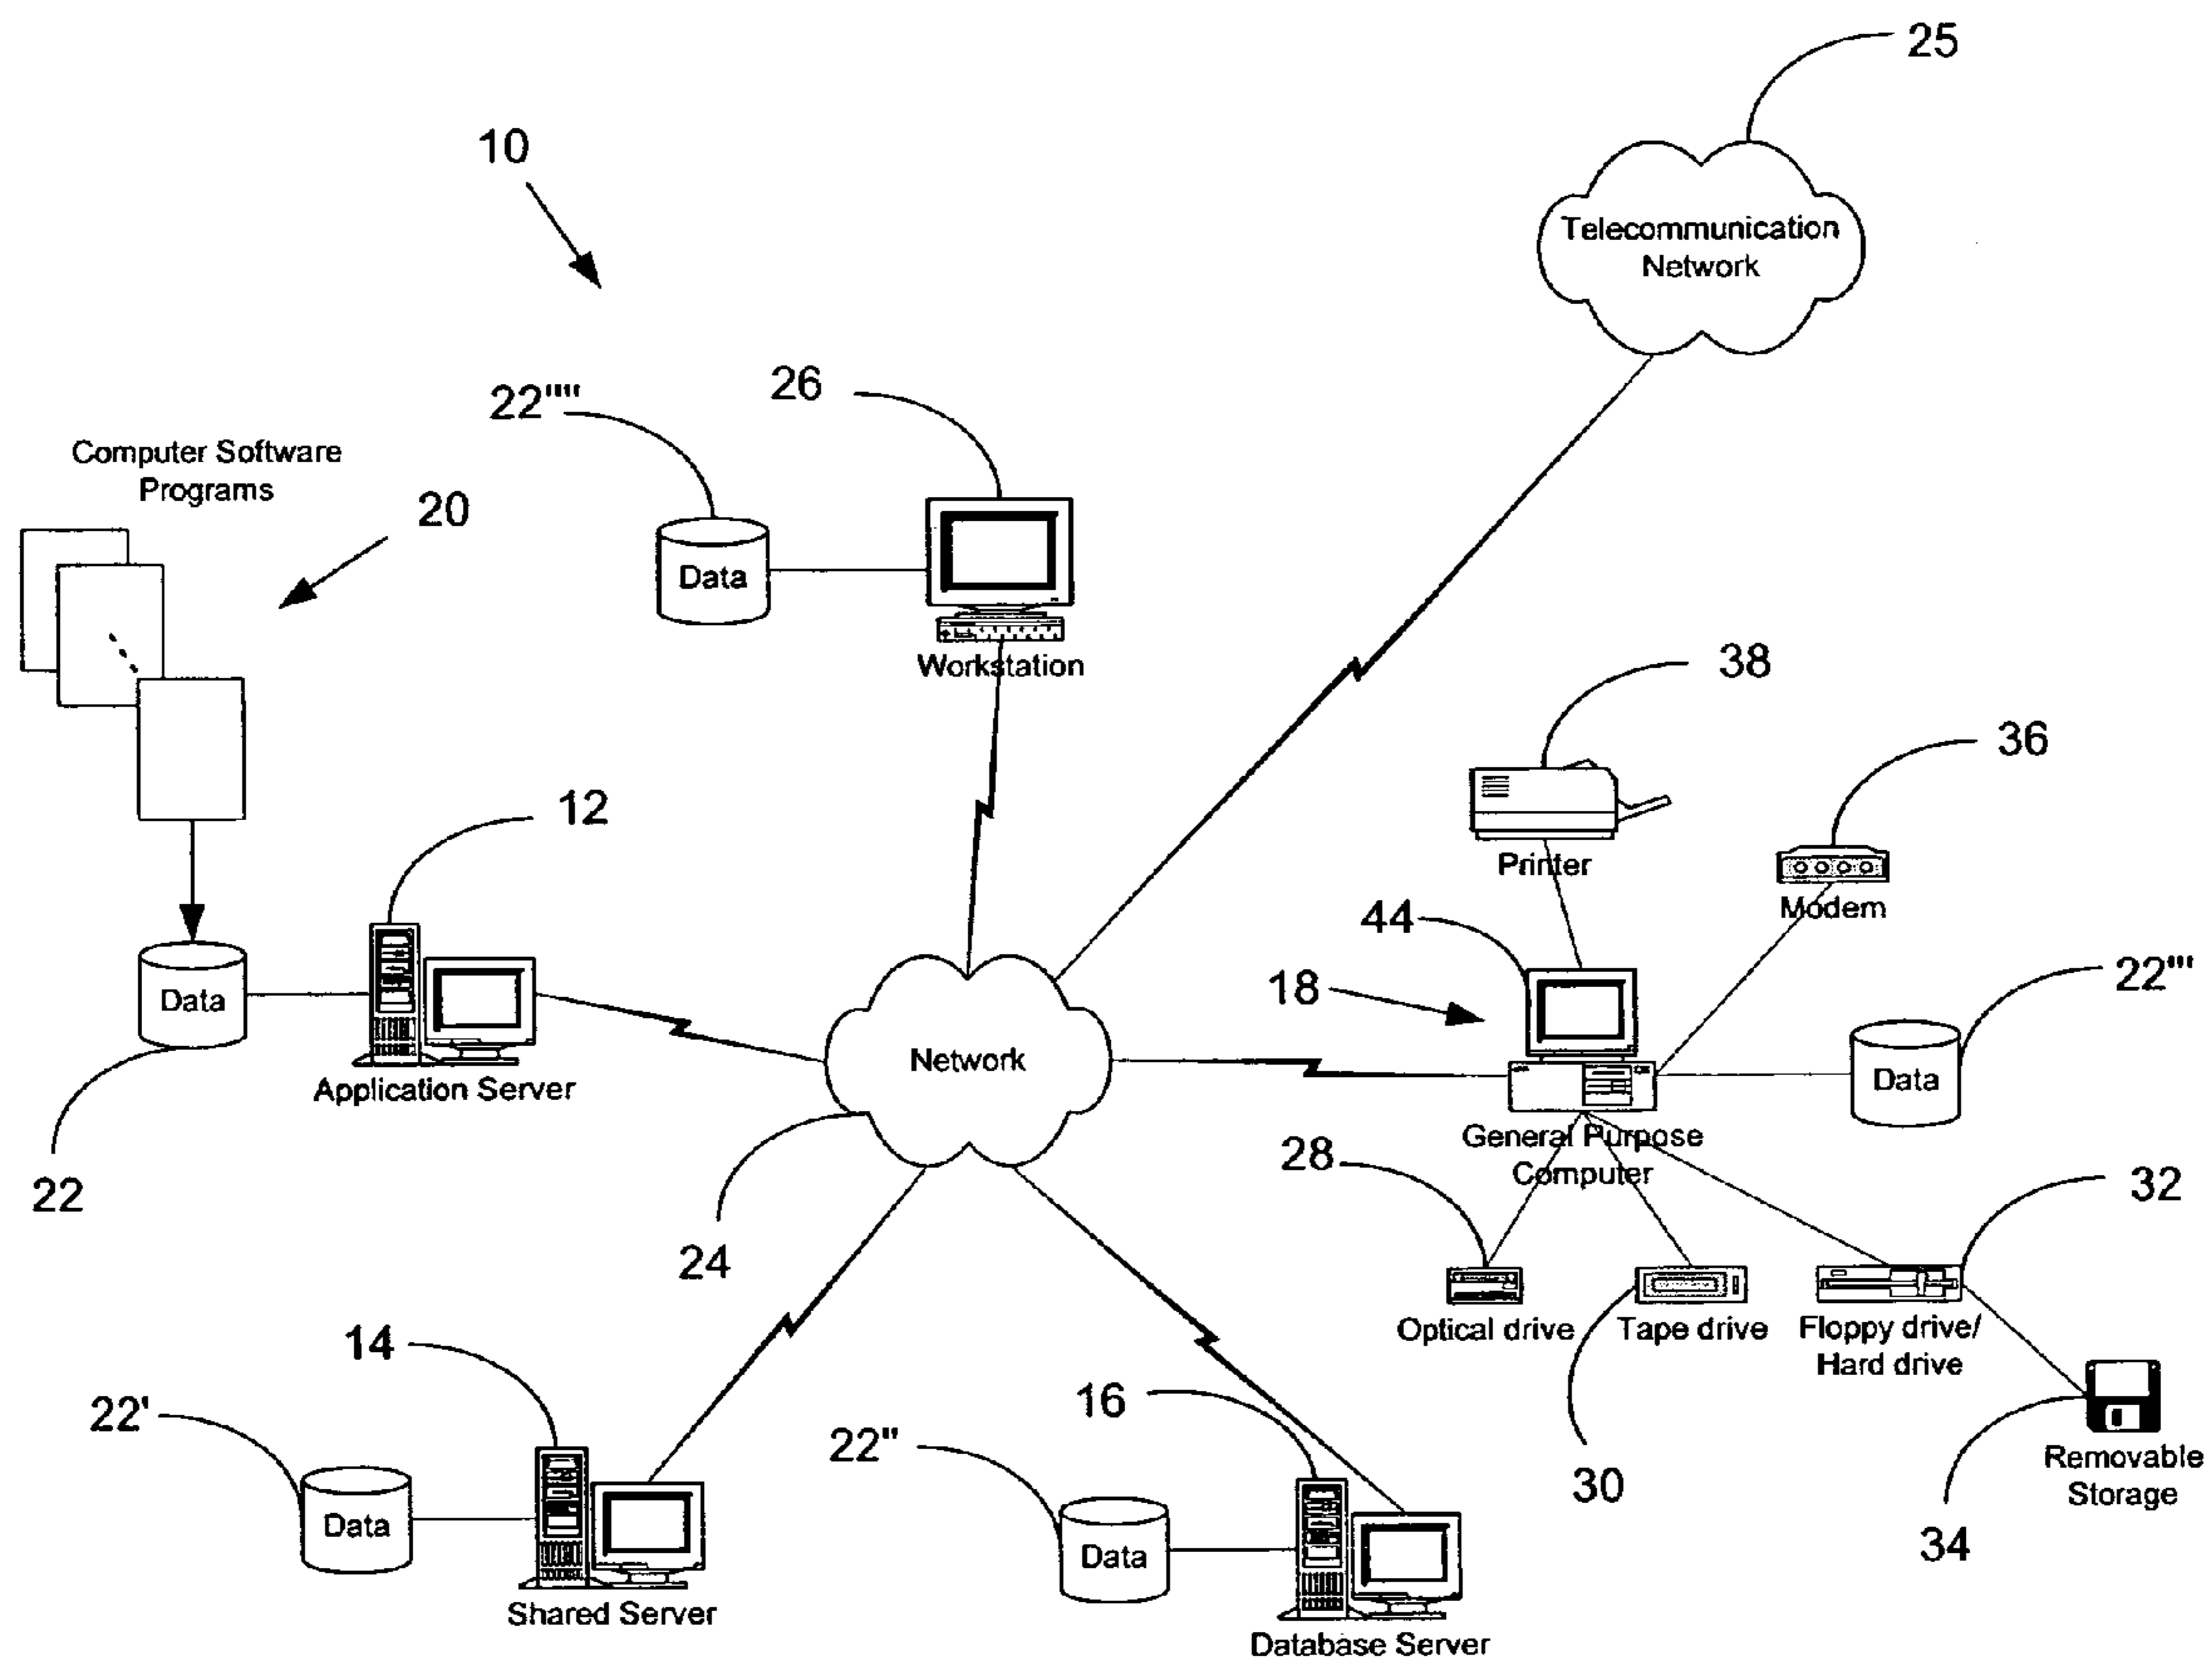 25
10
Telecommunication
Network
22''''
26
Computer Software
Programs
20
Data
Workstation
38
36
12
Printer
Modem
44
18
22'''
Data
Application Server
Network
Data
General Purpose
Computer
28
32
22
24
Optical drive
Tape drive
Floppy drive/
Hard drive
14
16
22'
22"
30
Removable
Storage
34
Data
Data
Shared Server
Database Server